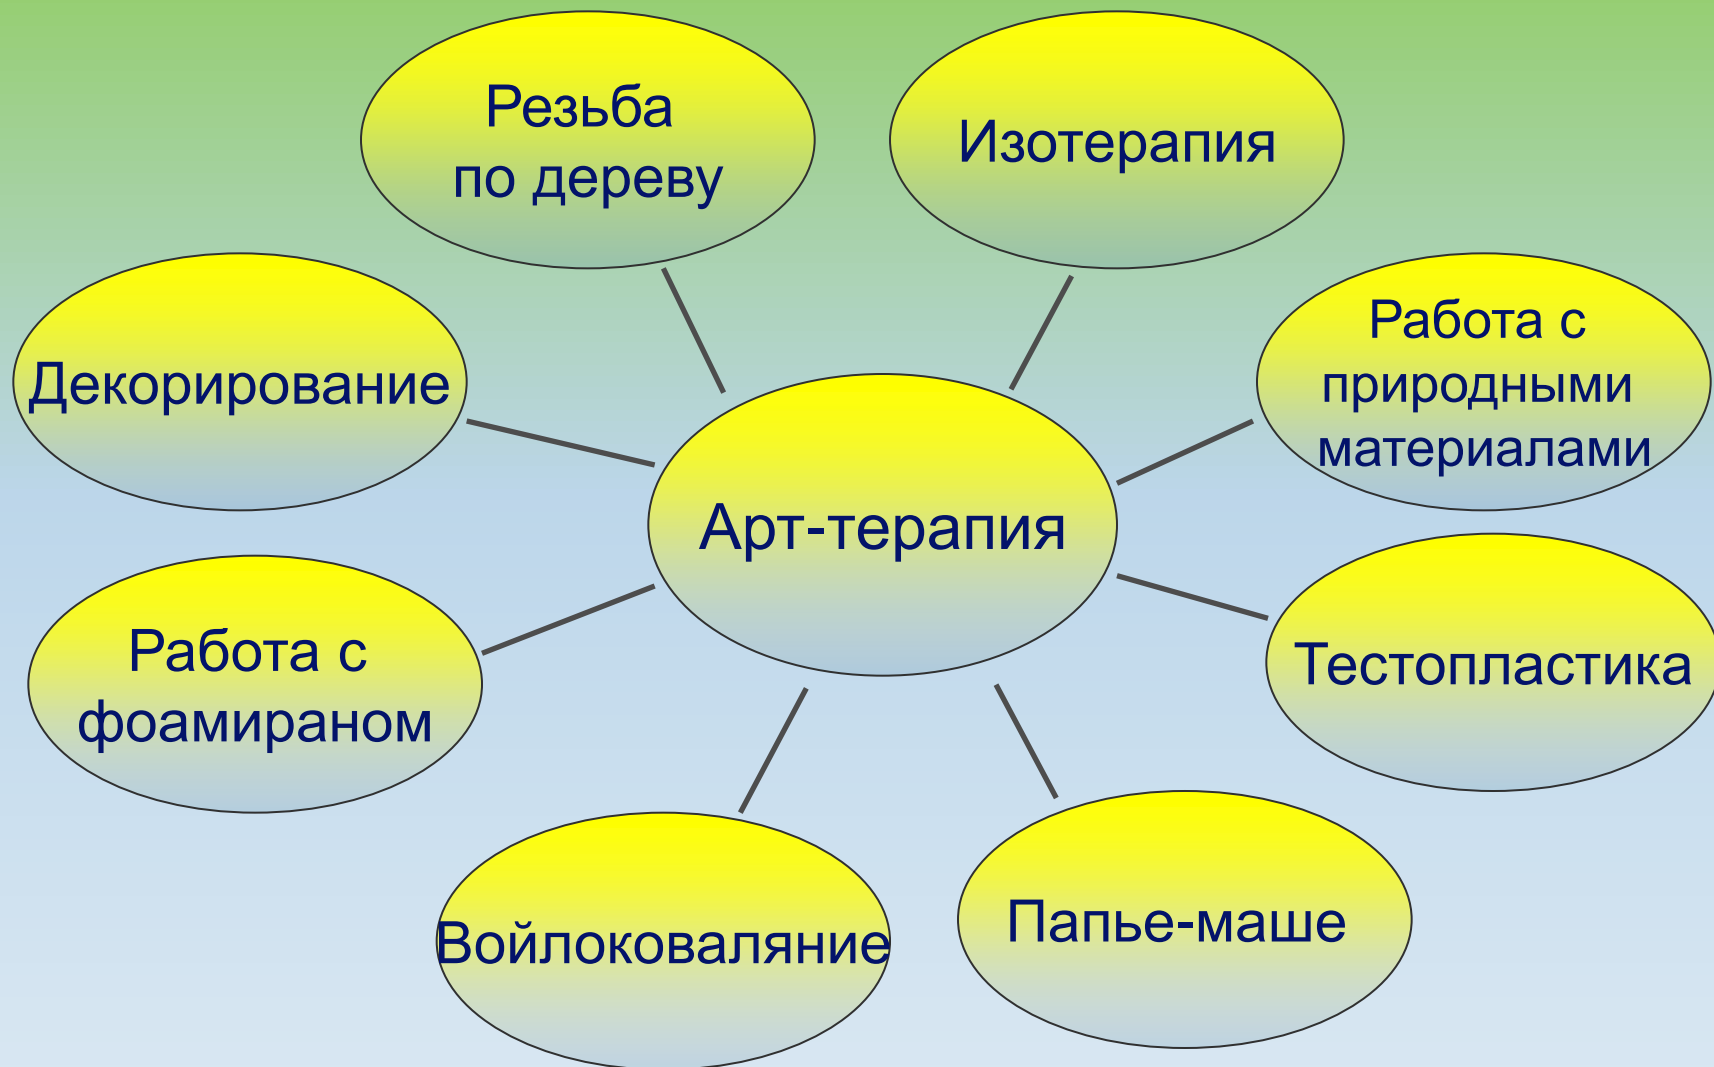 Резьба
по дереву
Изотерапия
Декорирование
Работа с
природными
материалами
Арт-терапия
Работа с
фоамираном
Тестопластика
Войлоковаляние
Папье-маше